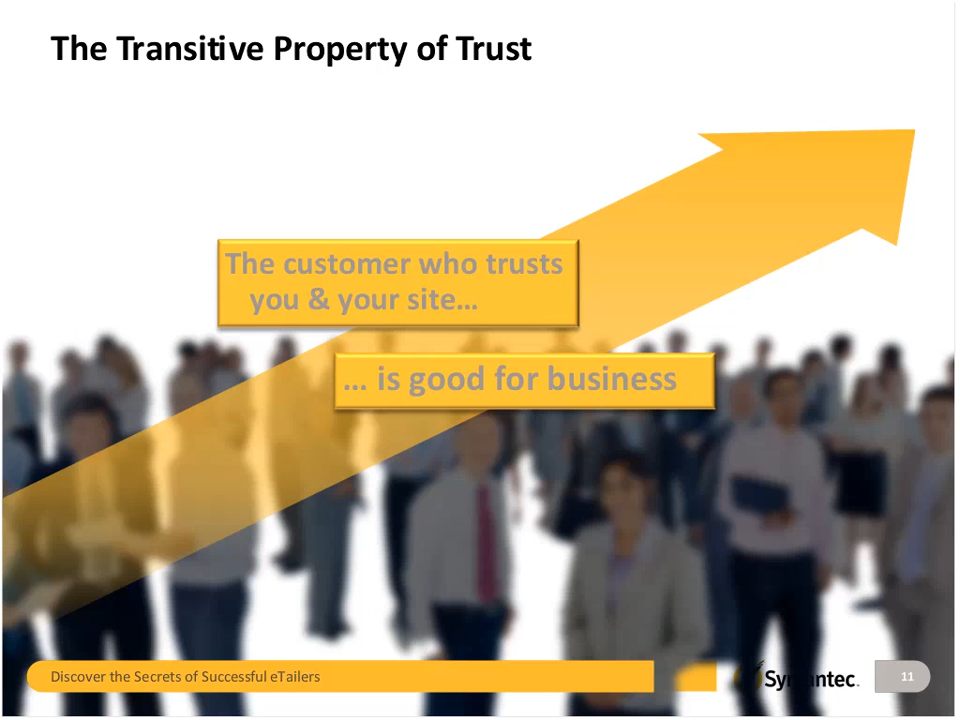 The Transitive Property of Trust
The customer who trusts
you & your site…
… is good for business
Discover the Secrets of Successful eTailers
Symantec.
11